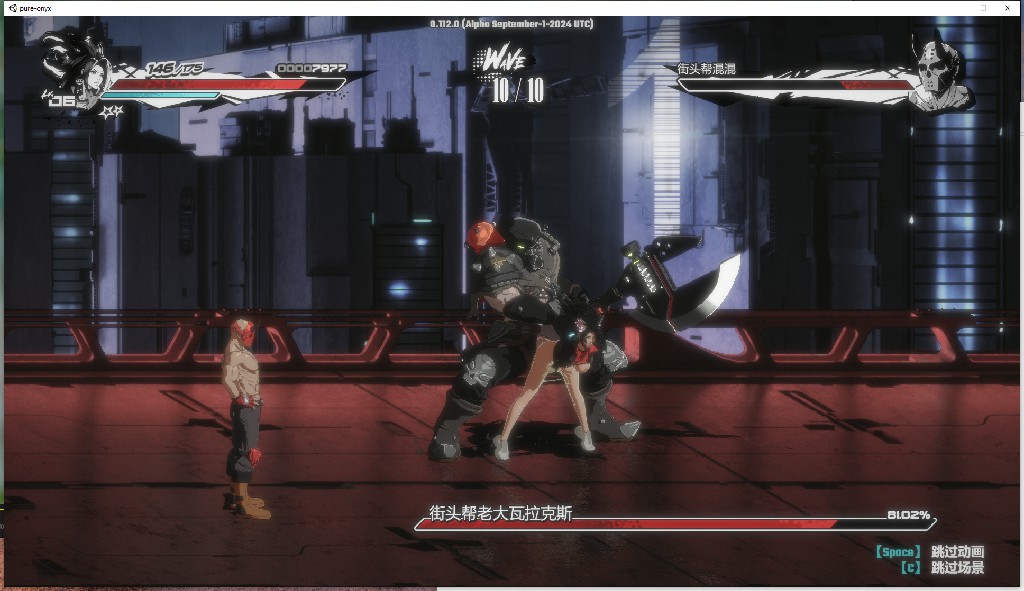 pure-onyx
0.112.0 (Alpha September-1-2024 UTC)
146/175
00007977
Lv.
06
WAVE
10 / 10
街头帮混混
街头帮老大瓦拉克斯
81.02%
【Space】 跳过动画
【C】 跳过场景